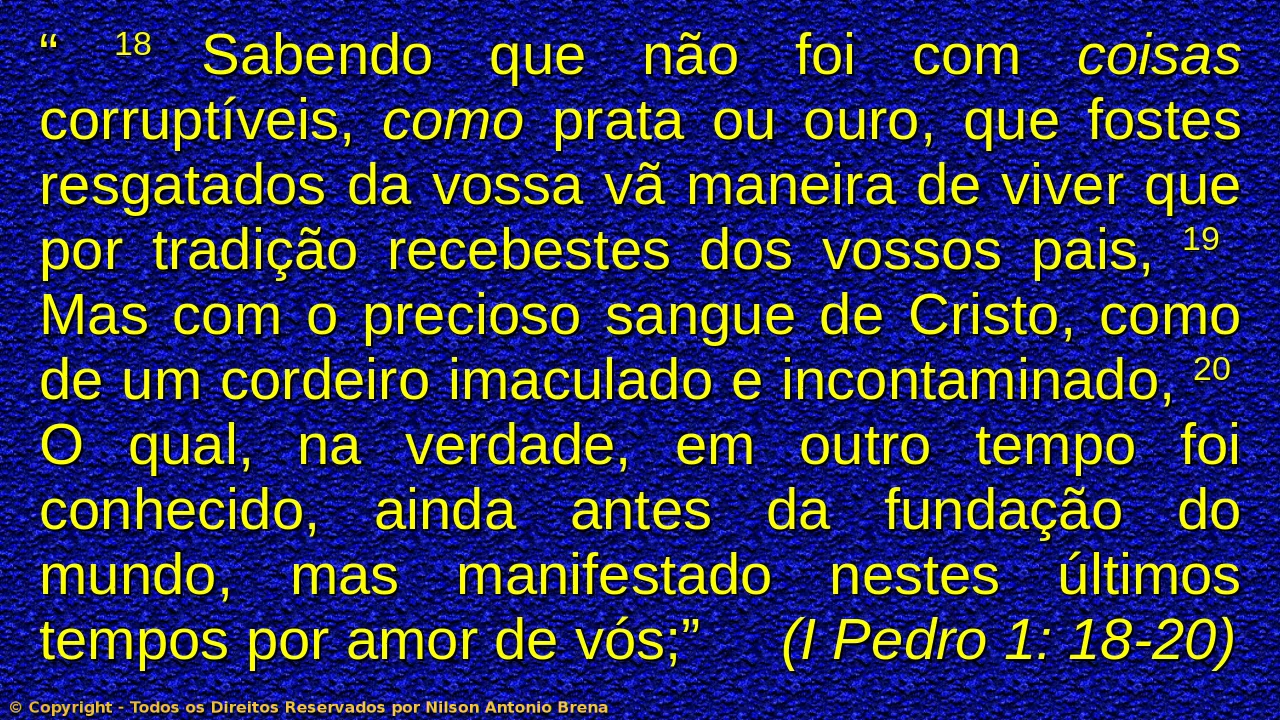 “ 18 Sabendo que não foi com coisas
corruptíveis, como prata ou ouro, que fostes
resgatados da vossa vã maneira de viver que
por tradição recebestes dos vossos pais, 19
Mas com o precioso sangue de Cristo, como
de um cordeiro imaculado e incontaminado, 20
O qual, na verdade, em outro tempo foi
conhecido, ainda antes da fundação do
mundo, mas manifestado nestes últimos
tempos por amor de vós;” (I Pedro 1: 18-20)
© Copyright - Todos os Direitos Reservados por Nilson Antonio Brena